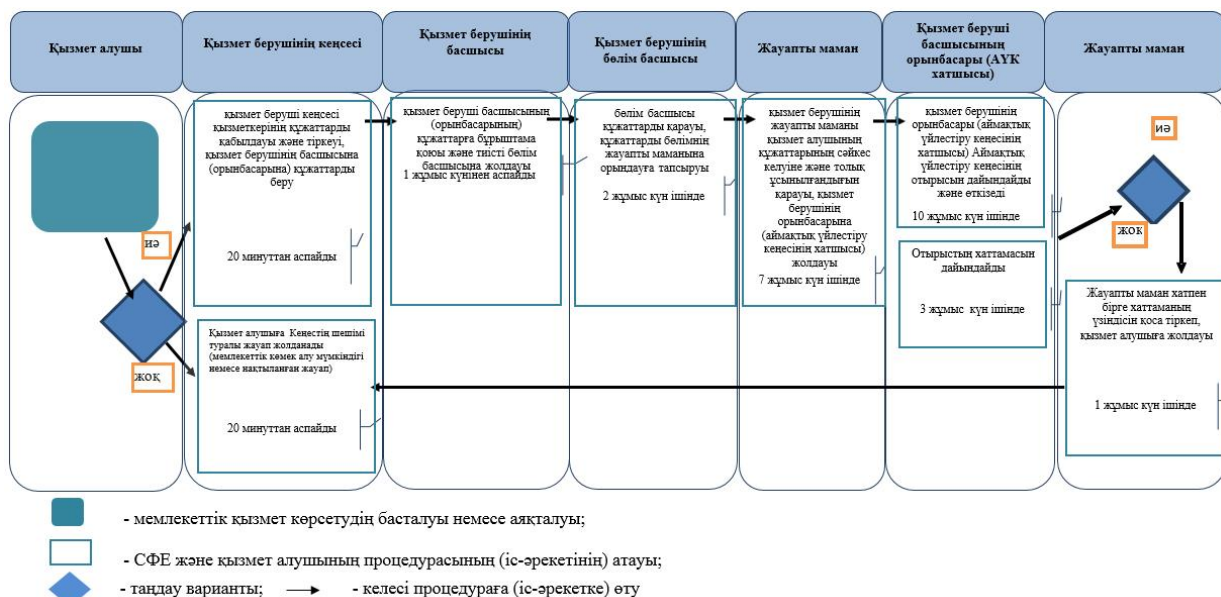 Қызмет алушы
Қызмет берушінің кеңсесі
Қызмет берушінің
басшысы
Қызмет берушінің
бөлім басшысы
Жауапты маман
Қызмет беруші
басшысының
орынбасары (АҮК
хатшысы)
Жауапты маман
иә
жоқ
қызмет беруші кеңсесі
қызметкерінің құжаттарды
қабылдауы және тіркеуі,
қызмет берушінің басшысына
(орынбасарына) құжаттарды
беру
20 минуттан аспайды
Қызмет алушыға Кеңестің шешімі
туралы жауап жолданады
(мемлекеттік көмек алу мүмкіндігі
немесе нақтыланған жауап)
20 минуттан аспайды
қызмет беруші басшысының
(орынбасарының)
құжаттарға бұрыштама
қоюы және тиісті бөлім
басшысына жолдауы
1 жұмыс күнінен аспайды
бөлім басшысы
құжаттарды қарауы,
құжаттарды бөлімнің
жауапты маманына
орындауға тапсыруы
2 жұмыс күн ішінде
қызмет берушінің
жауапты маманы
қызмет алушының
құжаттарының сәйкес
келуіне және толық
ұсынылғандығын
қарауы, қызмет
берушінің
орынбасарына
(аймақтық үйлестіру
кеңесінің хатшысы)
жолдауы
7 жұмыс күн ішінде
қызмет берушінің
орынбасары (аймақтық
үйлестіру кеңесінің
хатшысы) Аймақтық
үйлестіру кеңесінің
отырысын дайындайды
және өткізеді
10 жұмыс күн ішінде
Отырыстың хаттамасын
дайындайды
3 жұмыс күн ішінде
иә
жоқ
Жауапты маман хатпен
бірге хаттаманың
үзіндісін қоса тіркеп,
қызмет алушыға жолдауы
1 жұмыс күн ішінде
- мемлекеттік қызмет көрсетудің басталуы немесе аяқталуы;
- СФЕ және қызмет алушының процедурасының (іс-әрекетінің) атауы;
- таңдау варианты; - келесі процедураға (іс-әрекетке) өту